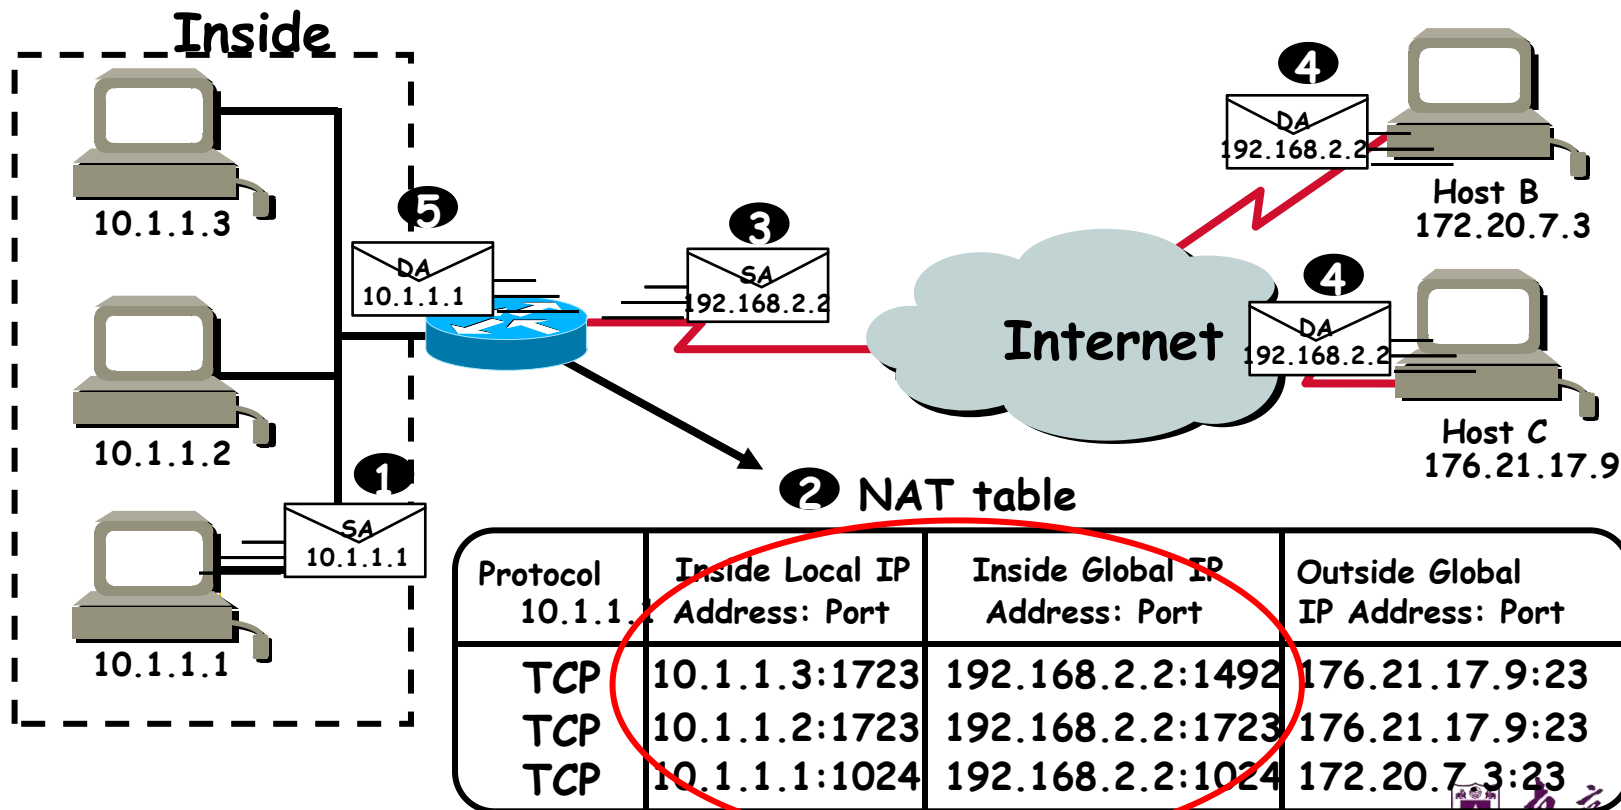 Inside
4
DA
192.168.2.2
Host B
172.20.7.3
10.1.1.3
5
DA
10.1.1.1
3
SA
192.168.2.2
Internet
4
DA
192.168.2.2
Host C
176.21.17.9
10.1.1.2
1
SA
10.1.1.1
10.1.1.1
2 NAT table
Protocol
10.1.1.1
Inside Local IP
Address: Port
Inside Global IP
Address: Port
Outside Global
IP Address: Port
TCP 10.1.1.3:1723 192.168.2.2:1492 176.21.17.9:23
TCP 10.1.1.2:1723 192.168.2.2:1723 176.21.17.9:23
TCP 10.1.1.1:1024 192.168.2.2:1024 172.20.7.3:23